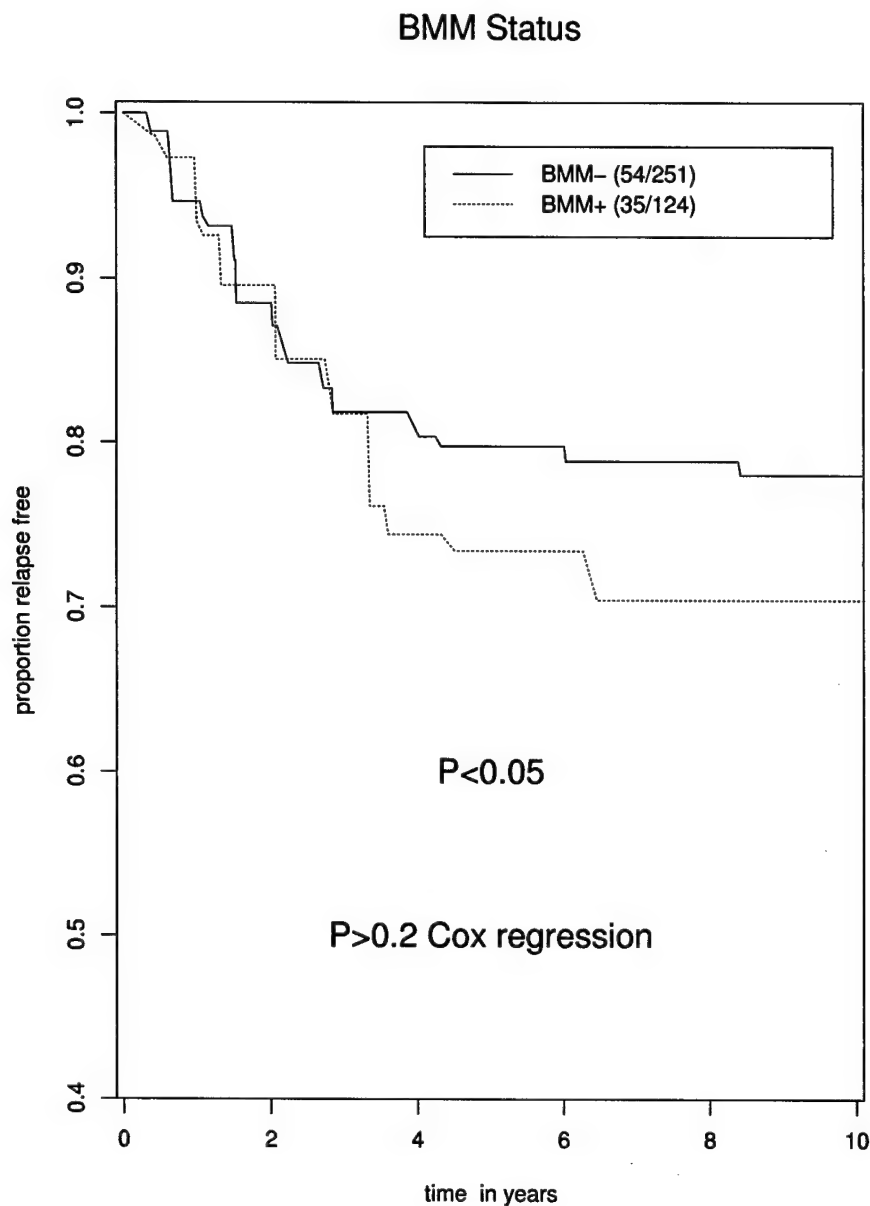 BMM Status
BMM− (54/251)
BMM+ (35/124)
P<0.05
P>0.2 Cox regression
proportion relapse free
1.0
0.9
0.8
0.7
0.6
0.5
0.4
0 2 4 6 8 10
time in years